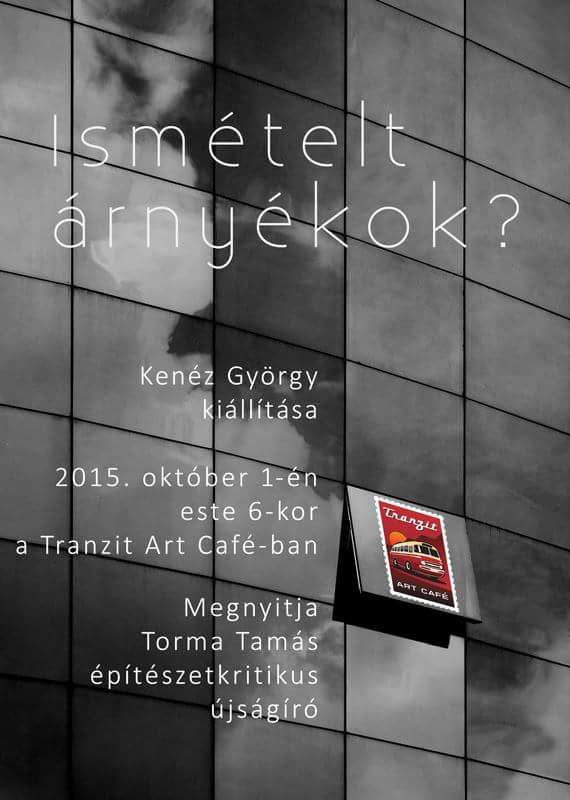 Ismételt
árnyékok?
Kenéz György
kiállítása
2015. október 1-én
este 6-kor
a Tranzit Art Café-ban
Tranzit
ART CAFÉ
Megnyitja
Torma Tamás
építészetkritikus
újságíró